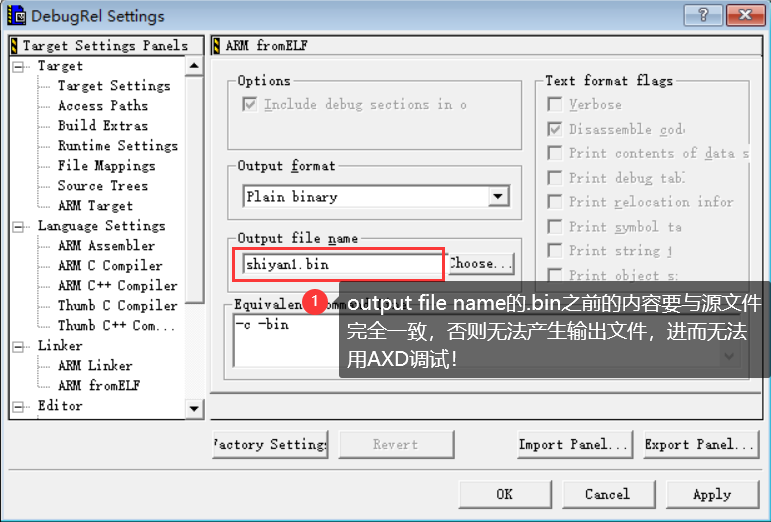 DebugRel Settings
Target Settings Panels
Target
Target Settings
Access Paths
Build Extras
Runtime Settings
File Mappings
Source Trees
ARM Target
Language Settings
ARM Assembler
ARM C Compiler
ARM C++ Compiler
Thumb C Compiler
Thumb C++ Com...
Linker
ARM Linker
ARM fromELF
Editor
ARM fromELF
Options
Include debug sections in o
Output format
Plain binary
Output file name
shiyan1.bin
Choose...
-c -bin
Text format flags
Verbose
Disassemble code
Print contents of data s
Print debug tabl
Print relocation infor
Print symbol ta
Print string t
Print object s
1
output file name的.bin之前的内容要与源文件
完全一致，否则无法产生输出文件，进而无法
用AXD调试！
Factory Settings
Revert
Import Panel...
Export Panel...
OK
Cancel
Apply